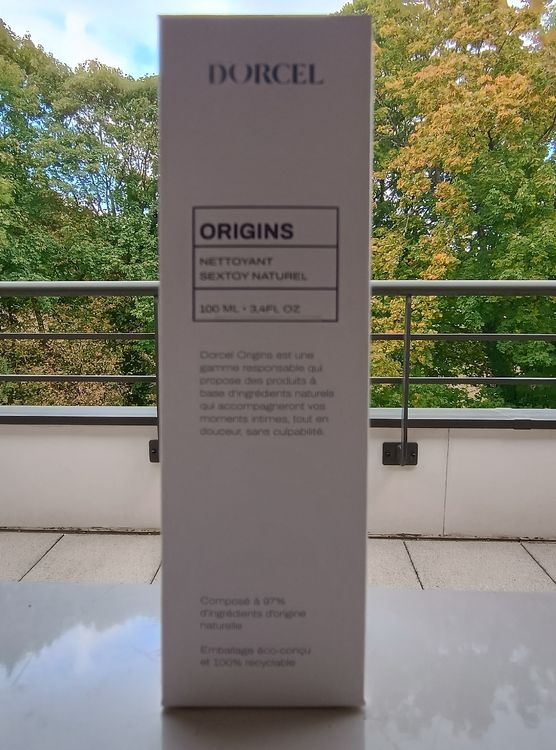 DORCEL
ORIGINS
NETTOYANT
SEXTOY NATUREL
100 ML • 3,4FL OZ
Dorcel Origins est une
gamme responsable qui
propose des produits à
base d'ingrédients naturels
qui accompagneront vos
moments intimes, tout en
douceur, sans culpabilité.
Composé à 97%
d'ingrédients d'origine
naturelle
Emballage éco-conçu
et 100% recyclable